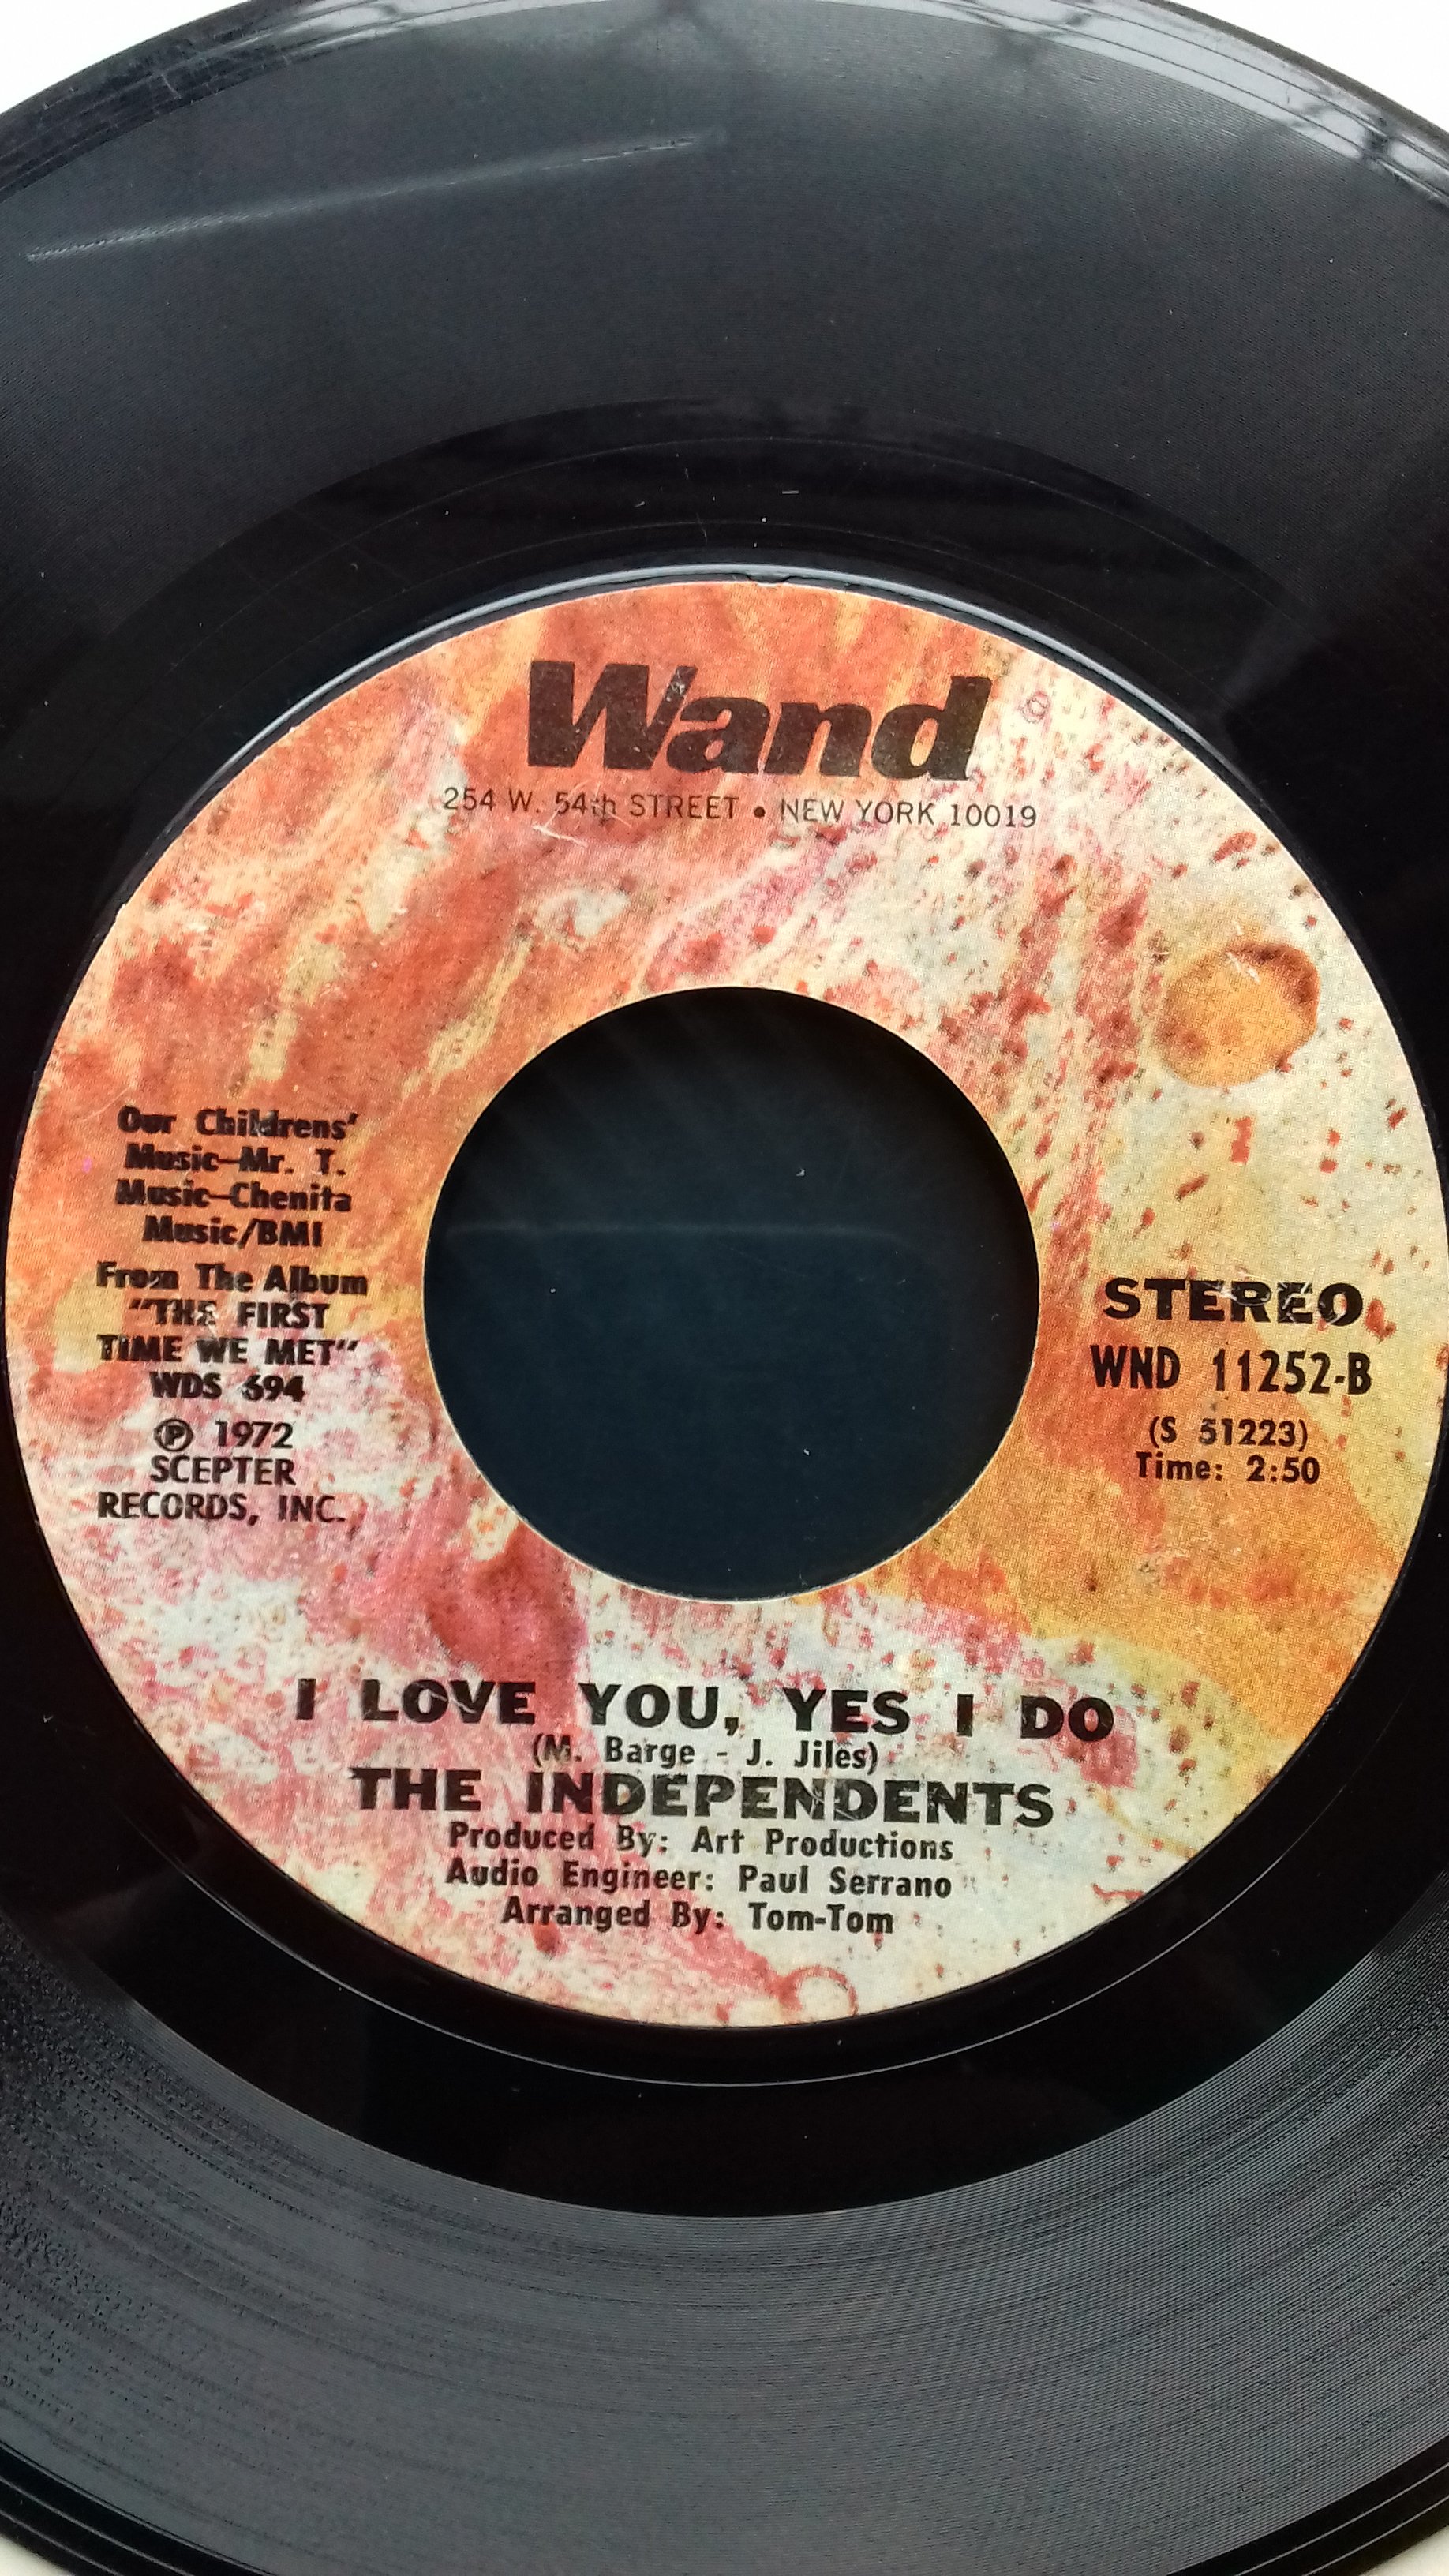 Wand
254 W. 54th STREET • NEW YORK 10019
Our Childrens'
Music-Mr. T.
Music-Chenita
Music/BMI
From The Album
"THE FIRST
TIME WE MET"
WDS 694
Ⓟ 1972
SCEPTER
RECORDS, INC.
STEREO
WND 11252-B
(S 51223)
Time: 2:50
I LOVE YOU, YES I DO
(M. Barge - J. Jiles)
THE INDEPENDENTS
Produced By: Art Productions
Audio Engineer: Paul Serrano
Arranged By: Tom-Tom